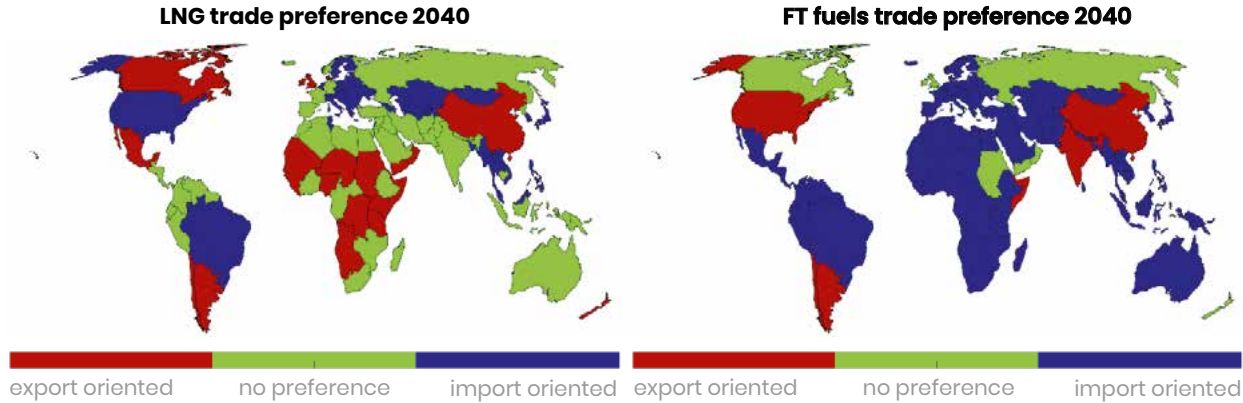 LNG trade preference 2040
FT fuels trade preference 2040
export oriented no preference import oriented
export oriented no preference import oriented